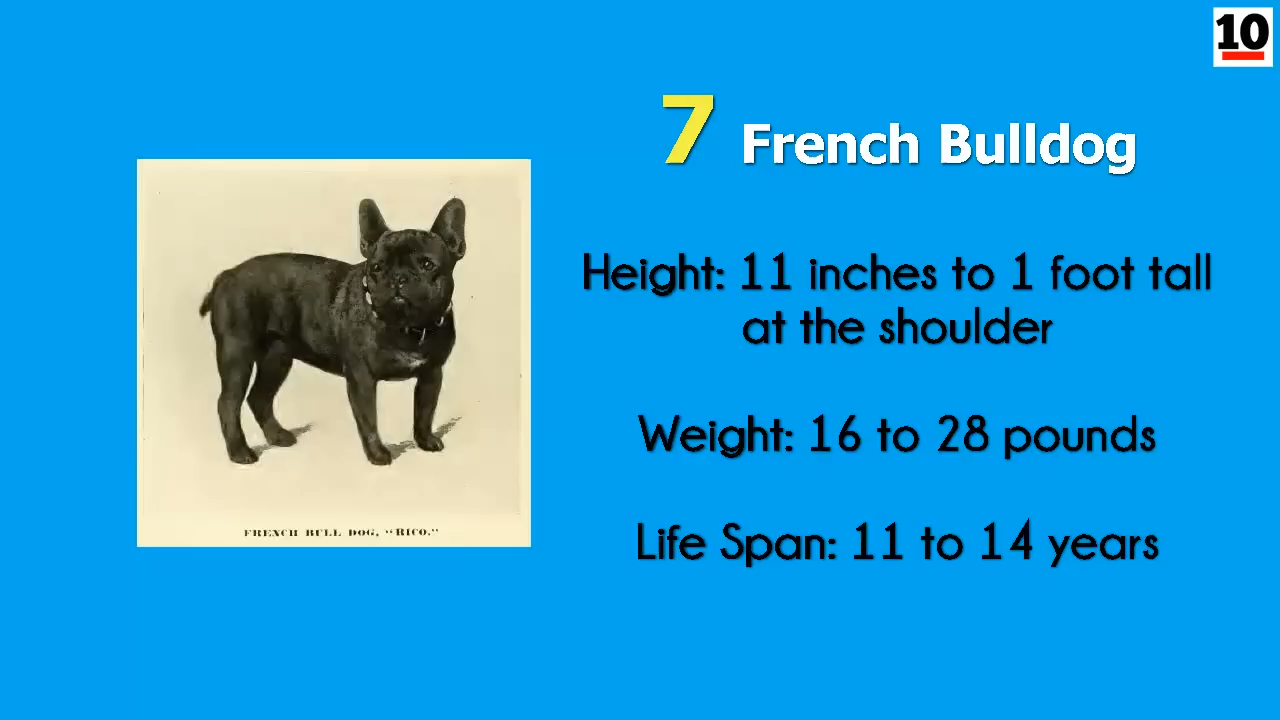 10
7 French Bulldog
Height: 11 inches to 1 foot tall
at the shoulder
Weight: 16 to 28 pounds
Life Span: 11 to 14 years
FRENCH BULL DOG, "RICO."